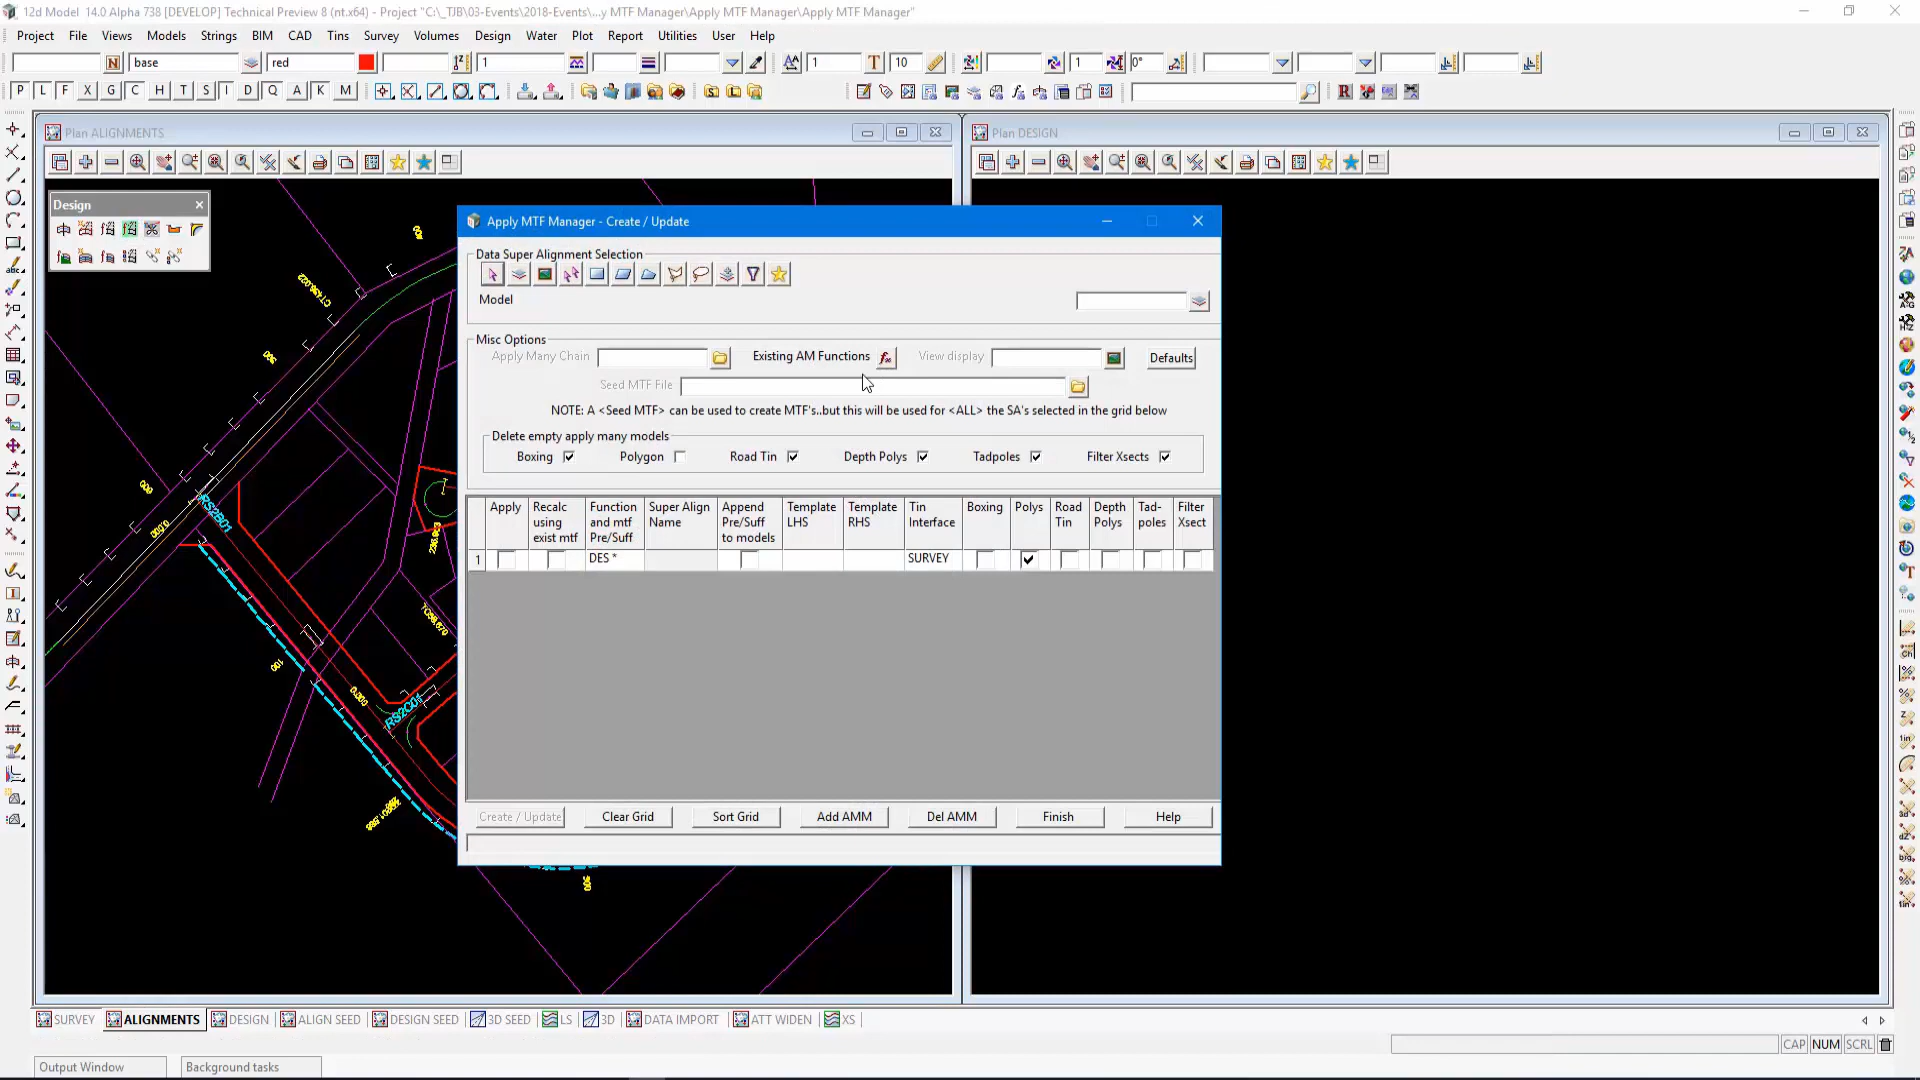 12d Model 14.0 Alpha 738 [DEVELOP] Technical Preview 8 (nt.x64) - Project "C:\_TJB\03-Events\2018-Events\...y MTF Manager\Apply MTF Manager\Apply MTF Manager"
Project File Views Models Strings BIM CAD Tins Survey Volumes Design Water Plot Report Utilities User Help
N base red 1 1 T 10 1 0°
P L F X G C H T S I D Q A K M
Plan ALIGNMENTS
Plan DESIGN
Design
Apply MTF Manager - Create / Update
Data Super Alignment Selection
Model
Misc Options
Apply Many Chain Existing AM Functions View display Defaults
Seed MTF File
NOTE: A <Seed MTF> can be used to create MTF's..but this will be used for <ALL> the SA's selected in the grid below
Delete empty apply many models
Boxing Polygon Road Tin Depth Polys Tadpoles Filter Xsects
Apply Recalc using exist mtf Function and mtf Pre/Suff Super Align Name Append Pre/Suff to models Template LHS Template RHS Tin Interface Boxing Polys Road Tin Depth Polys Tad-poles Filter Xsect
1 DES * SURVEY
RS2B01
RS2C01
0.000
0.000
100
Create / Update Clear Grid Sort Grid Add AMM Del AMM Finish Help
SURVEY ALIGNMENTS DESIGN ALIGN SEED DESIGN SEED 3D SEED LS 3D DATA IMPORT ATT WIDEN XS
CAP NUM SCRL
Output Window Background tasks